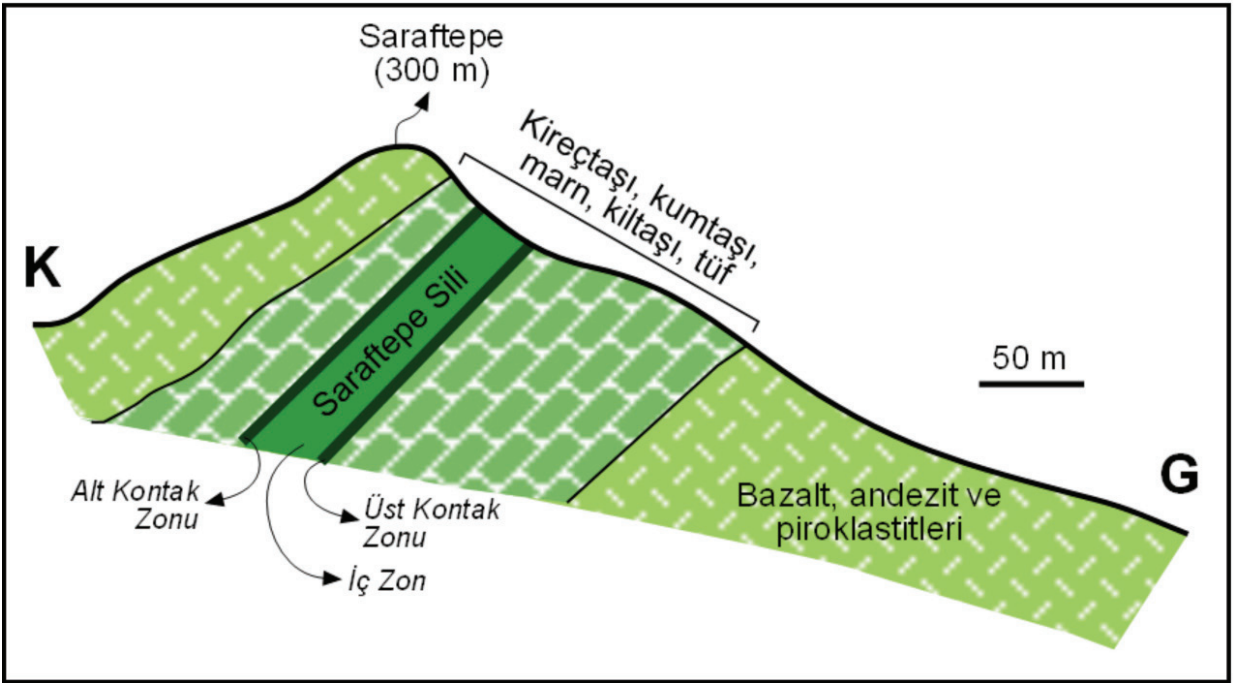 Saraftepe
(300 m)
Kireçtaşı, kumtaşı,
marn, kiltaşı, tüf
K
Saraftepe Sili
50 m
G
Alt Kontak
Zonu
Üst Kontak
Zonu
İç Zon
Bazalt, andezit ve
piroklastitleri